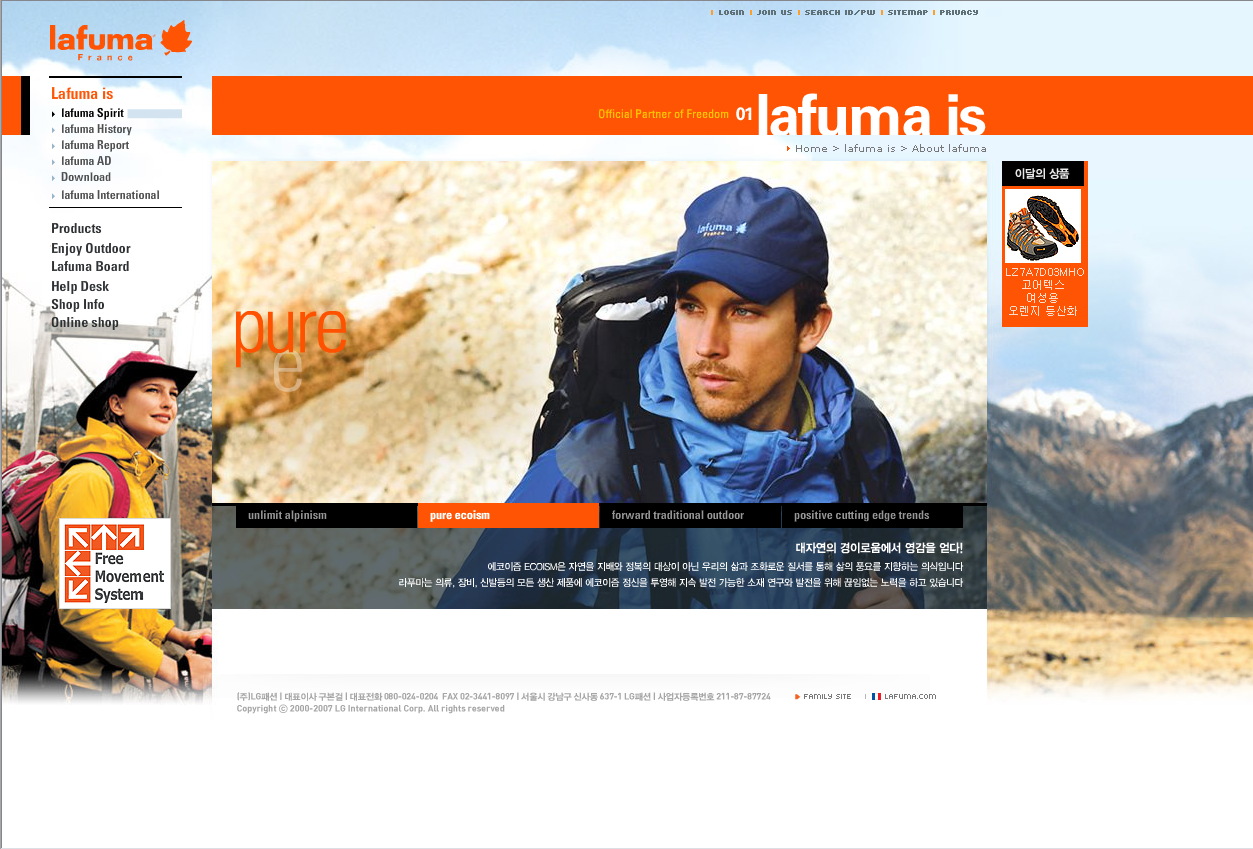 LOGIN JOIN US SEARCH ID/PW SITEMAP PRIVACY
lafuma
France
Lafuma is
lafuma Spirit
lafuma History
lafuma Report
lafuma AD
Download
lafuma International
Products
Enjoy Outdoor
Lafuma Board
Help Desk
Shop Info
Online shop
Free
Movement
System
Official Partner of Freedom 01 lafuma is
Home > lafuma is > About lafuma
lafuma
France
pure
e
unlimit alpinism pure ecoism forward traditional outdoor positive cutting edge trends
대자연의 경이로움에서 영감을 얻다!
에코이즘 ECOISM은 자연을 지배와 정복의 대상이 아닌 우리의 삶과 조화로운 질서를 통해 삶의 풍요를 지향하는 의식입니다
라푸마는 의류, 장비, 신발등의 모든 생산 제품에 에코이즘 정신을 투영해 지속 발전 가능한 소재 연구와 발전을 위해 끊임없는 노력을 하고 있습니다
이달의 상품
LZ7A7D03MHO
고어텍스
여성용
오렌지 등산화
(주)LG패션 | 대표이사 구본걸 | 대표전화 080-024-0204 FAX 02-3441-8097 | 서울시 강남구 신사동 637-1 LG패션 | 사업자등록번호 211-87-87724
FAMILY SITE LAFUMA.COM
Copyright ⓒ 2000-2007 LG International Corp. All rights reserved